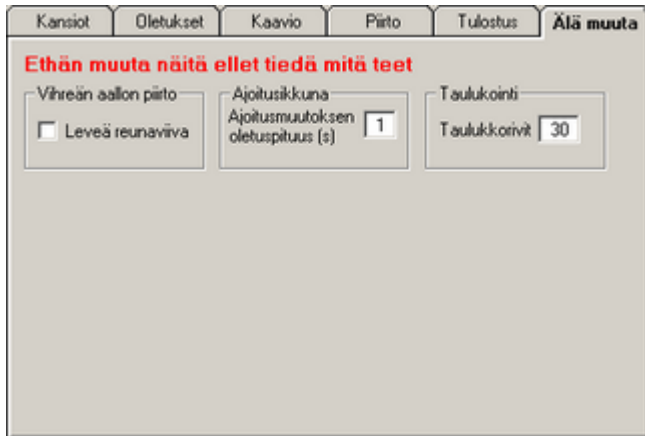 Kansiot Oletukset Kaavio Piirto Tulostus Älä muuta
Ethän muuta näitä ellet tiedä mitä teet
Vihreän aallon piirto
Leveä reunaviiva
Ajoitusikkuna
Ajoitusmuutoksen
oletuspituus (s)
1
Taulukointi
Taulukkorivit 30